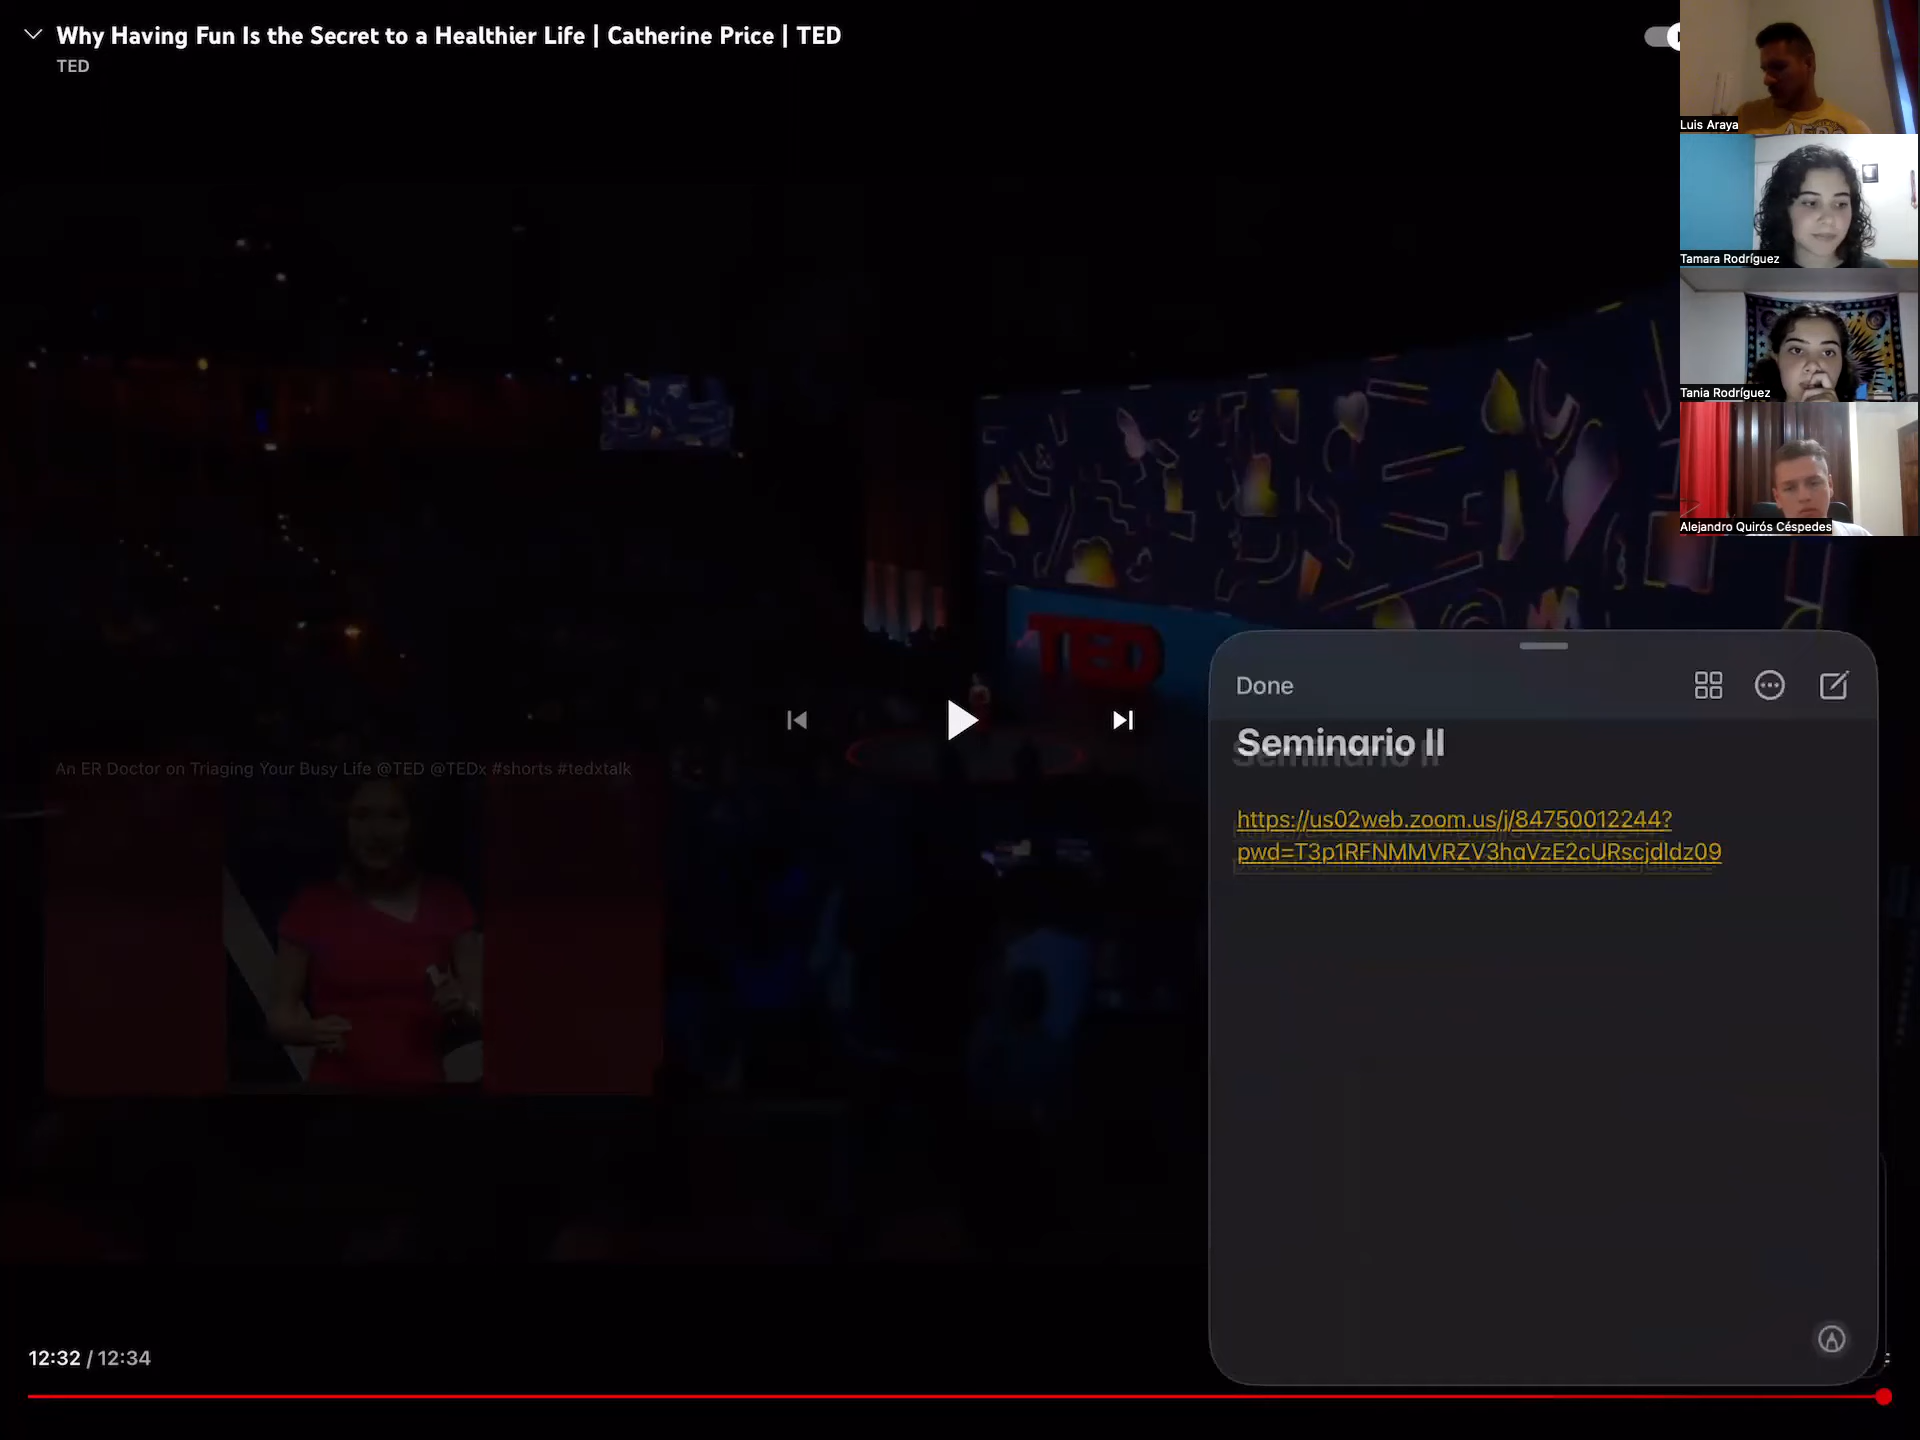 Why Having Fun Is the Secret to a Healthier Life | Catherine Price | TED
TED
Luis Araya
Tamara Rodríguez
Tania Rodríguez
Alejandro Quirós Céspedes
TED
Done
Seminario II
https://us02web.zoom.us/j/84750012244?
pwd=T3p1RFNMMVRZV3hqVzE2cURscjdldz09
An ER Doctor on Triaging Your Busy Life @TED @TEDx #shorts #tedxtalk
12:32 / 12:34